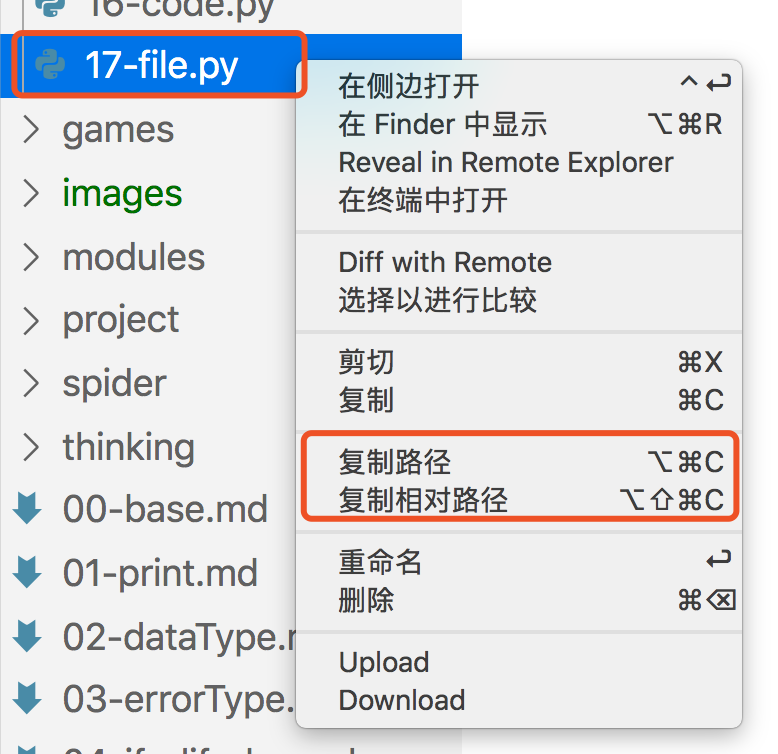 16-code.py
17-file.py
games
images
modules
project
spider
thinking
00-base.md
01-print.md
02-dataType.
03-errorType.
在侧边打开 ^↩
在 Finder 中显示 ⌥⌘R
Reveal in Remote Explorer
在终端中打开
Diff with Remote
选择以进行比较
剪切 ⌘X
复制 ⌘C
复制路径 ⌥⌘C
复制相对路径 ⌥⇧⌘C
重命名 ↩
删除 ⌘⌫
Upload
Download